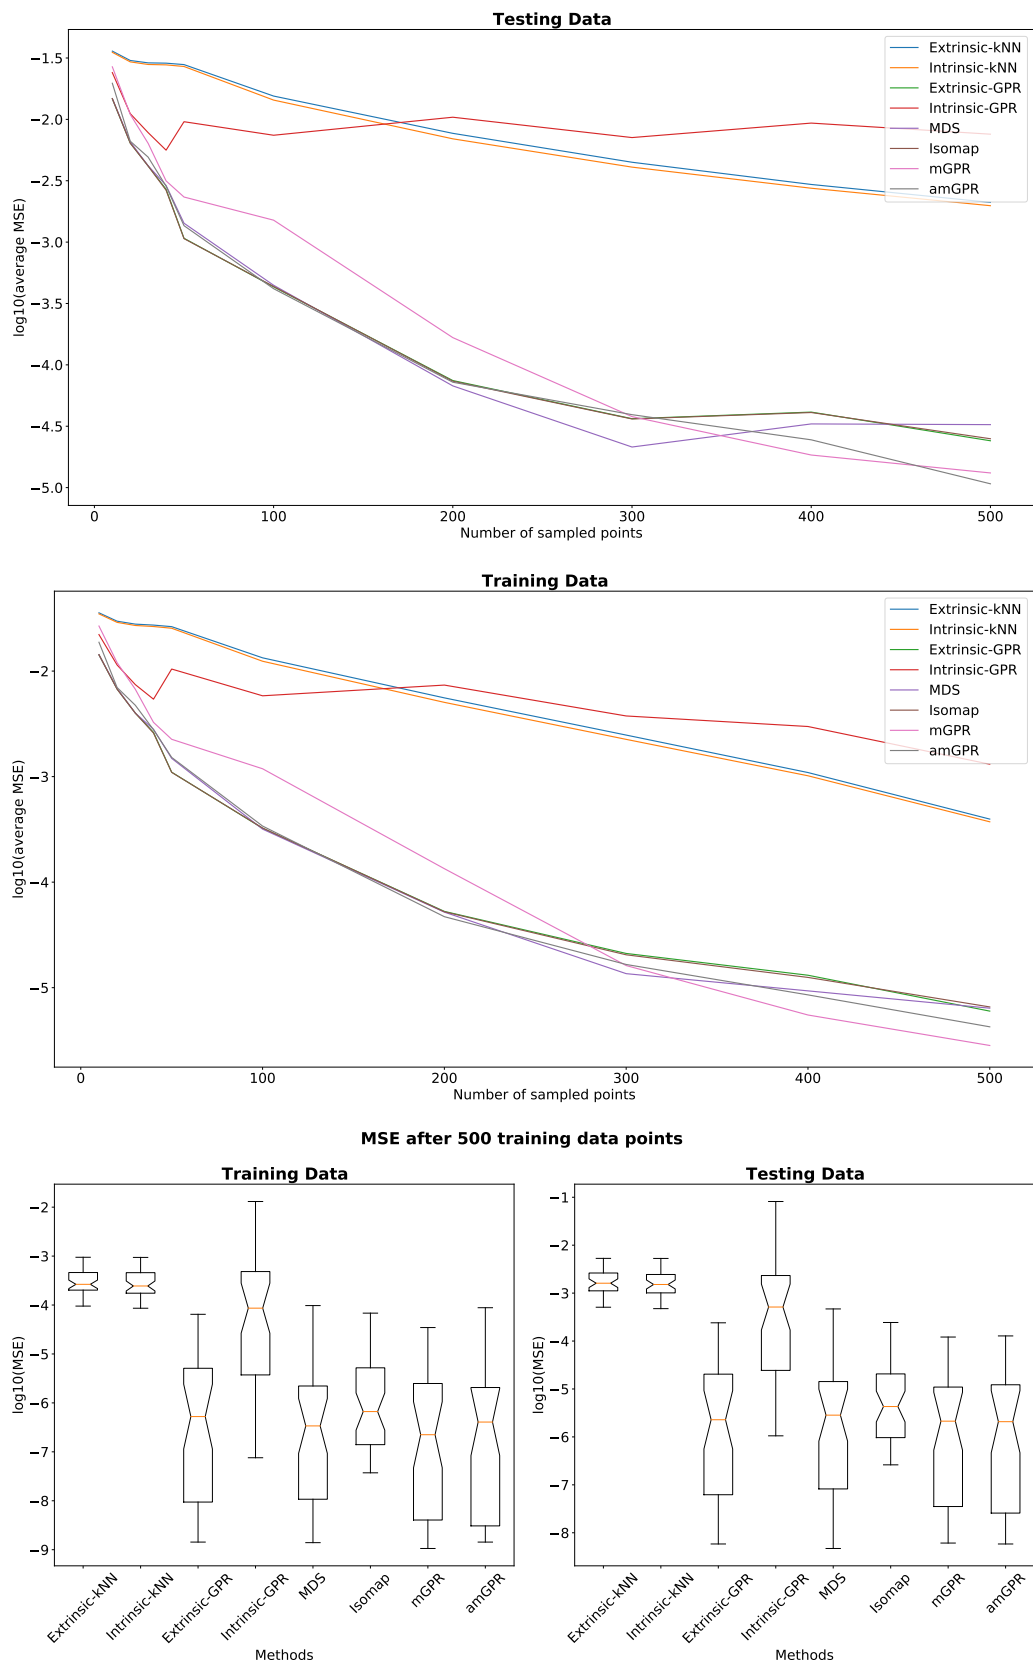 Testing Data
Extrinsic-kNN
Intrinsic-kNN
Extrinsic-GPR
Intrinsic-GPR
MDS
Isomap
mGPR
amGPR
log10(average MSE)
−1.5
−2.0
−2.5
−3.0
−3.5
−4.0
−4.5
−5.0
0 100 200 300 400 500
Number of sampled points
Training Data
Extrinsic-kNN
Intrinsic-kNN
Extrinsic-GPR
Intrinsic-GPR
MDS
Isomap
mGPR
amGPR
log10(average MSE)
−2
−3
−4
−5
0 100 200 300 400 500
Number of sampled points
MSE after 500 training data points
Training Data
log10(MSE)
−2
−3
−4
−5
−6
−7
−8
−9
Extrinsic-kNN
Intrinsic-kNN
Extrinsic-GPR
Intrinsic-GPR
MDS
Isomap
mGPR
amGPR
Methods
Testing Data
log10(MSE)
−1
−2
−3
−4
−5
−6
−7
−8
Extrinsic-kNN
Intrinsic-kNN
Extrinsic-GPR
Intrinsic-GPR
MDS
Isomap
mGPR
amGPR
Methods